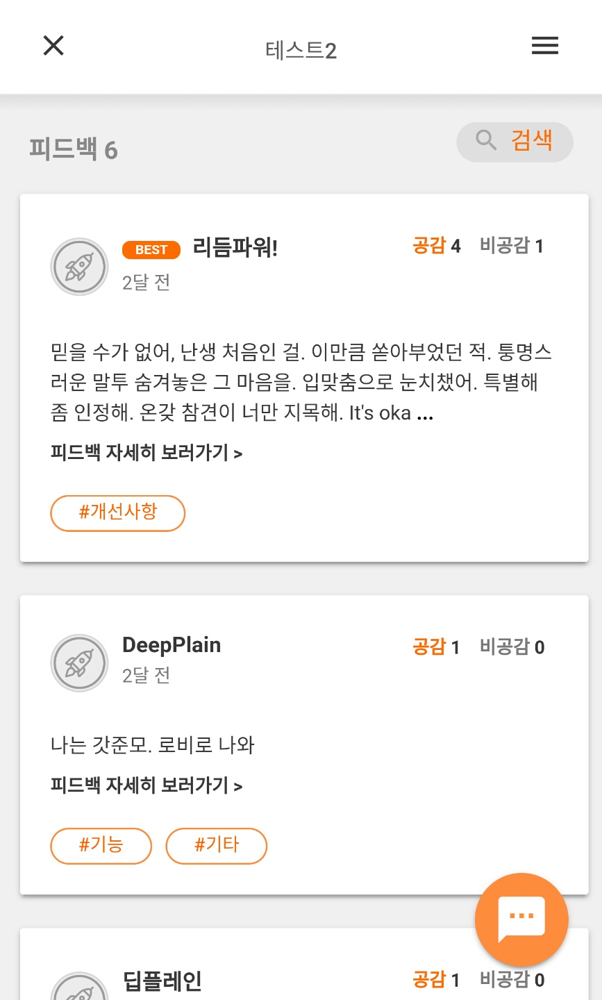 테스트2
피드백 6
검색
BEST 리듬파워! 공감 4 비공감 1
2달 전
믿을 수가 없어, 난생 처음인 걸. 이만큼 쏟아부었던 적. 퉁명스
러운 말투 숨겨놓은 그 마음을. 입맞춤으로 눈치챘어. 특별해
좀 인정해. 온갖 참견이 너만 지목해. It's oka ...
피드백 자세히 보러가기 >
#개선사항
DeepPlain 공감 1 비공감 0
2달 전
나는 갓준모. 로비로 나와
피드백 자세히 보러가기 >
#기능 #기타
딥플레인 공감 1 비공감 0